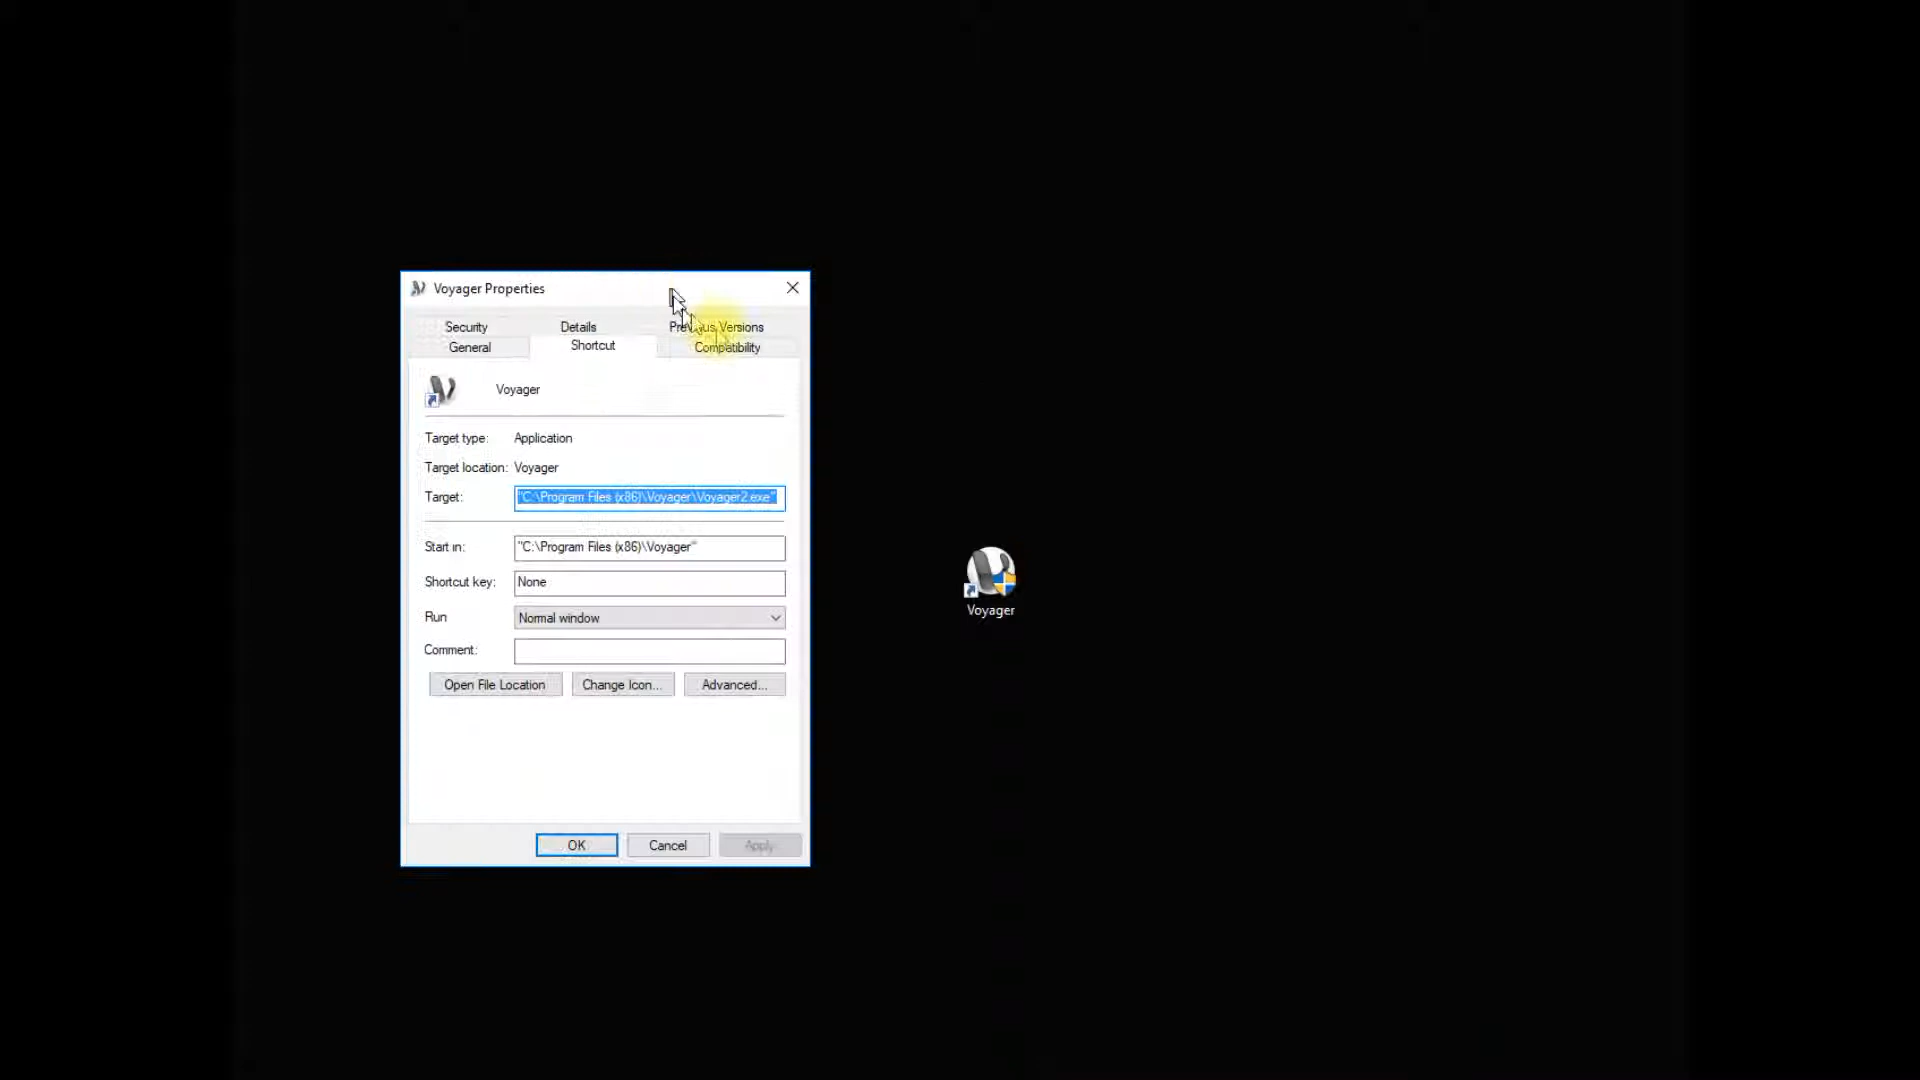 Voyager Properties
Security Details Previous Versions
General Shortcut Compatibility
Voyager
Target type: Application
Target location: Voyager
Target: "C:\Program Files (x86)\Voyager\Voyager2.exe"
Start in: "C:\Program Files (x86)\Voyager"
Shortcut key: None
Run Normal window
Comment:
Open File Location Change Icon... Advanced...
OK Cancel Apply
Voyager